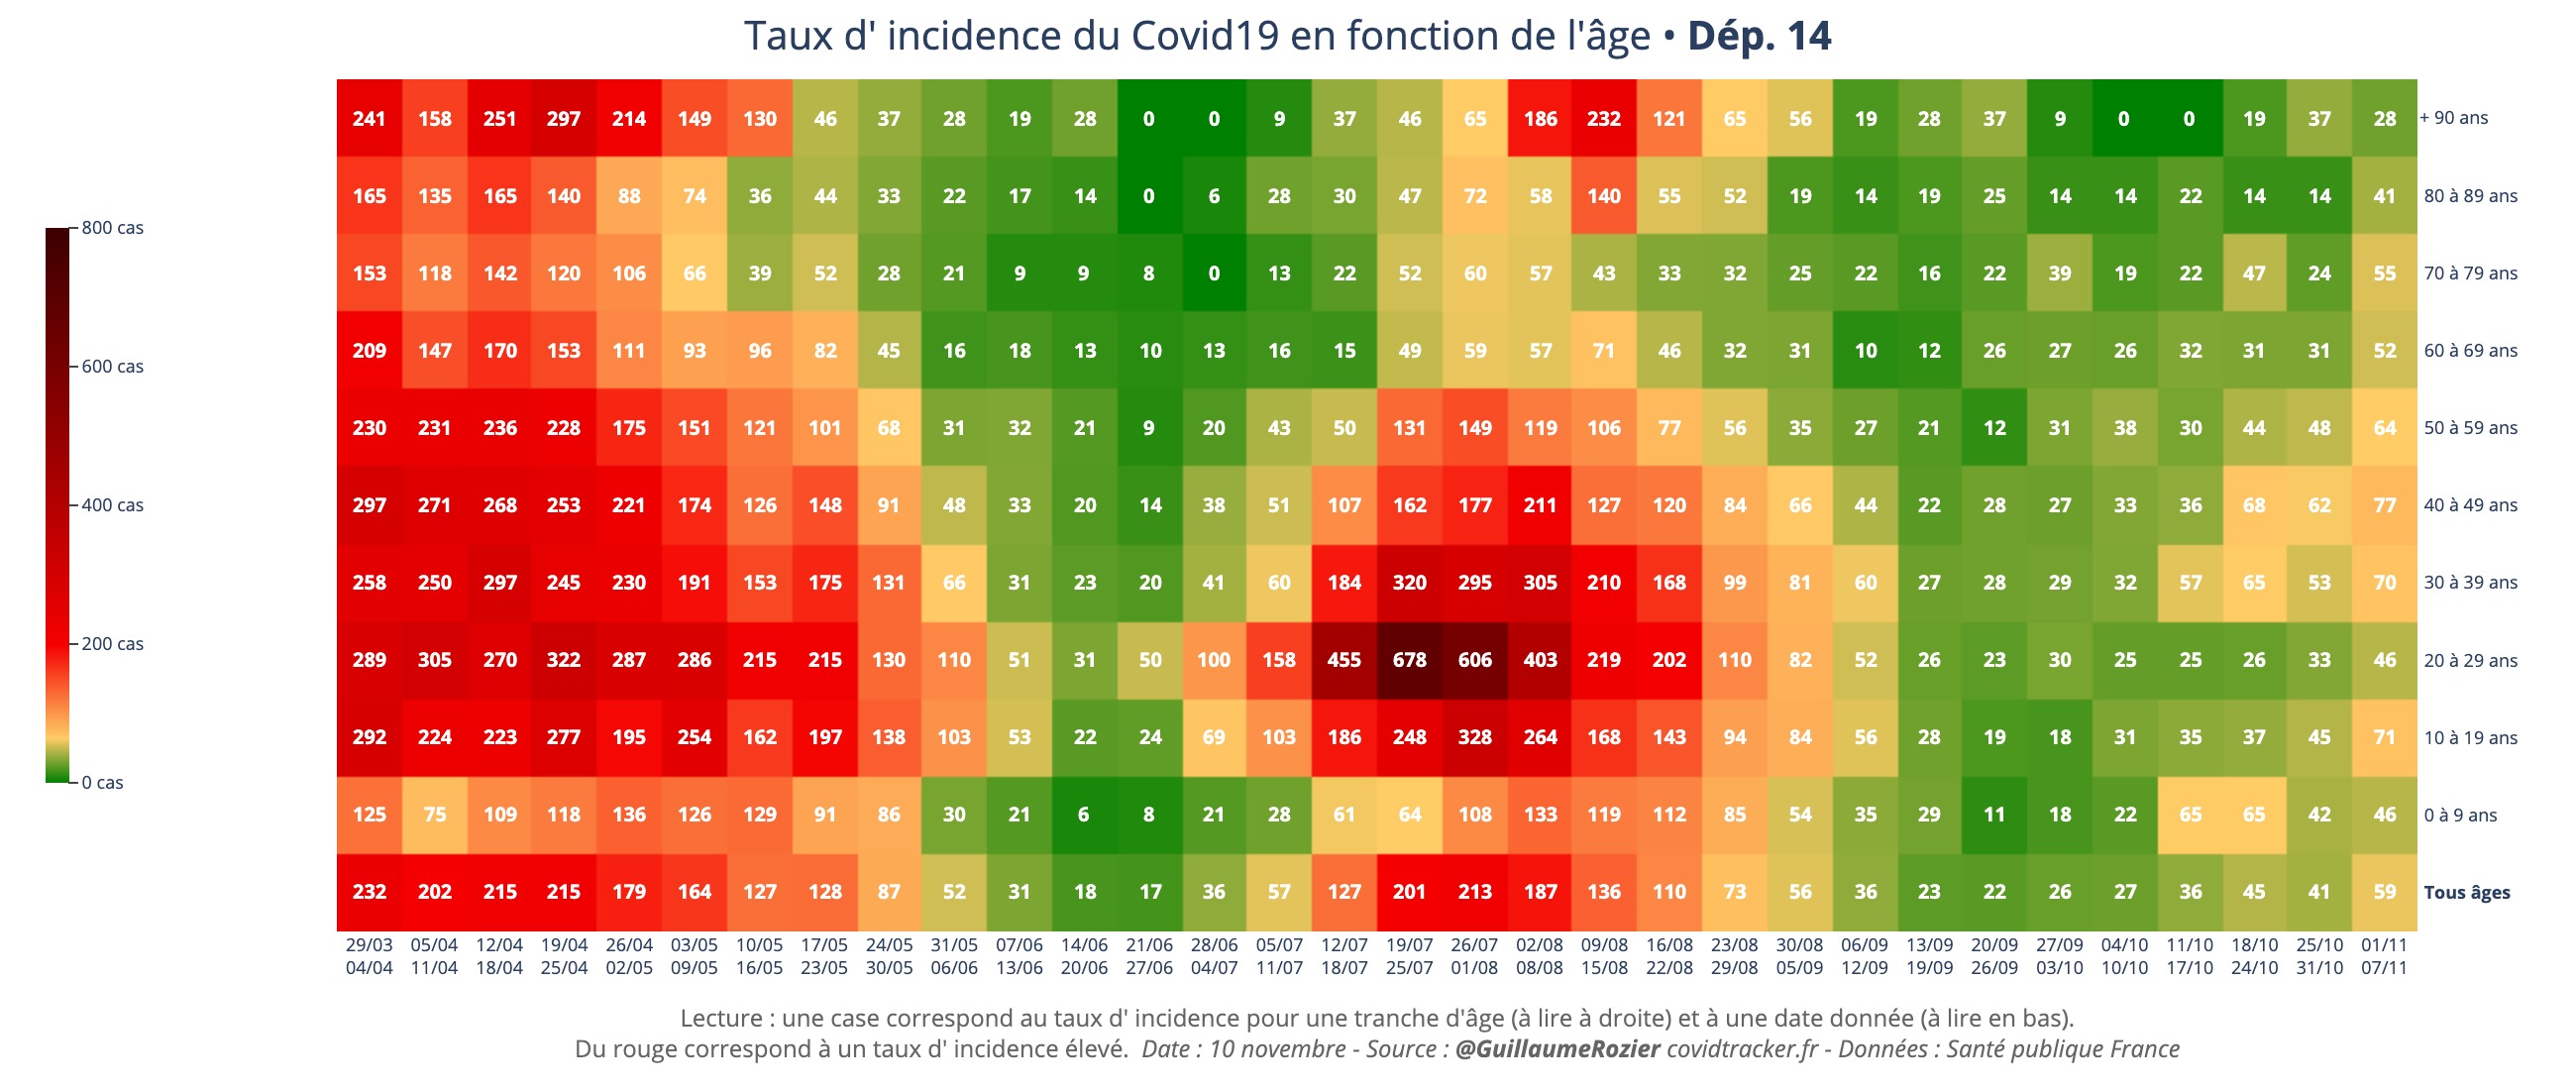 Taux d' incidence du Covid19 en fonction de l'âge • Dép. 14
800 cas
600 cas
400 cas
200 cas
0 cas
241 158 251 297 214 149 130 46 37 28 19 28 0 0 9 37 46 65 186 232 121 65 56 19 28 37 9 0 0 19 37 28 + 90 ans
165 135 165 140 88 74 36 44 33 22 17 14 0 6 28 30 47 72 58 140 55 52 19 14 19 25 14 14 22 14 14 41 80 à 89 ans
153 118 142 120 106 66 39 52 28 21 9 9 8 0 13 22 52 60 57 43 33 32 25 22 16 22 39 19 22 47 24 55 70 à 79 ans
209 147 170 153 111 93 96 82 45 16 18 13 10 13 16 15 49 59 57 71 46 32 31 10 12 26 27 26 32 31 31 52 60 à 69 ans
230 231 236 228 175 151 121 101 68 31 32 21 9 20 43 50 131 149 119 106 77 56 35 27 21 12 31 38 30 44 48 64 50 à 59 ans
297 271 268 253 221 174 126 148 91 48 33 20 14 38 51 107 162 177 211 127 120 84 66 44 22 28 27 33 36 68 62 77 40 à 49 ans
258 250 297 245 230 191 153 175 131 66 31 23 20 41 60 184 320 295 305 210 168 99 81 60 27 28 29 32 57 65 53 70 30 à 39 ans
289 305 270 322 287 286 215 215 130 110 51 31 50 100 158 455 678 606 403 219 202 110 82 52 26 23 30 25 25 26 33 46 20 à 29 ans
292 224 223 277 195 254 162 197 138 103 53 22 24 69 103 186 248 328 264 168 143 94 84 56 28 19 18 31 35 37 45 71 10 à 19 ans
125 75 109 118 136 126 129 91 86 30 21 6 8 21 28 61 64 108 133 119 112 85 54 35 29 11 18 22 65 65 42 46 0 à 9 ans
232 202 215 215 179 164 127 128 87 52 31 18 17 36 57 127 201 213 187 136 110 73 56 36 23 22 26 27 36 45 41 59 Tous âges
29/03 05/04 12/04 19/04 26/04 03/05 10/05 17/05 24/05 31/05 07/06 14/06 21/06 28/06 05/07 12/07 19/07 26/07 02/08 09/08 16/08 23/08 30/08 06/09 13/09 20/09 27/09 04/10 11/10 18/10 25/10 01/11
04/04 11/04 18/04 25/04 02/05 09/05 16/05 23/05 30/05 06/06 13/06 20/06 27/06 04/07 11/07 18/07 25/07 01/08 08/08 15/08 22/08 29/08 05/09 12/09 19/09 26/09 03/10 10/10 17/10 24/10 31/10 07/11
Lecture : une case correspond au taux d' incidence pour une tranche d'âge (à lire à droite) et à une date donnée (à lire en bas).
Du rouge correspond à un taux d' incidence élevé. Date : 10 novembre - Source : @GuillaumeRozier covidtracker.fr - Données : Santé publique France